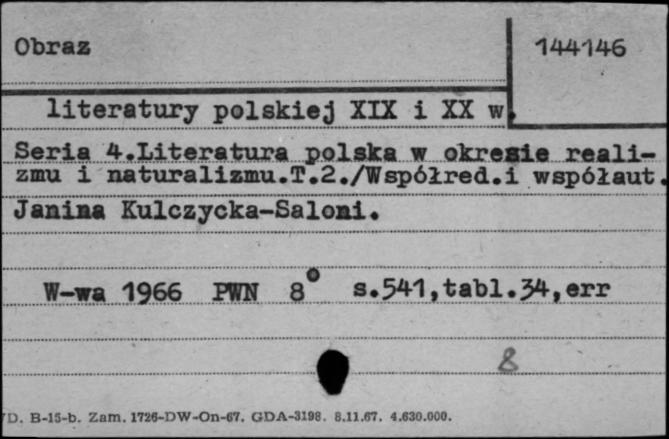 Obraz 144146
literatury polskiej XIX i XX w.
Seria 4.Literatura polska w okresie reali-
zmu i naturalizmu.T.2./Współred.i współaut.
Janina Kulczycka-Saloni.
W-wa 1966 PWN 8° s.541,tabl.34,err
8
D. B-15-b. Zam. 1726-DW-On-67. GDA-3198. 8.11.67. 4.630.000.